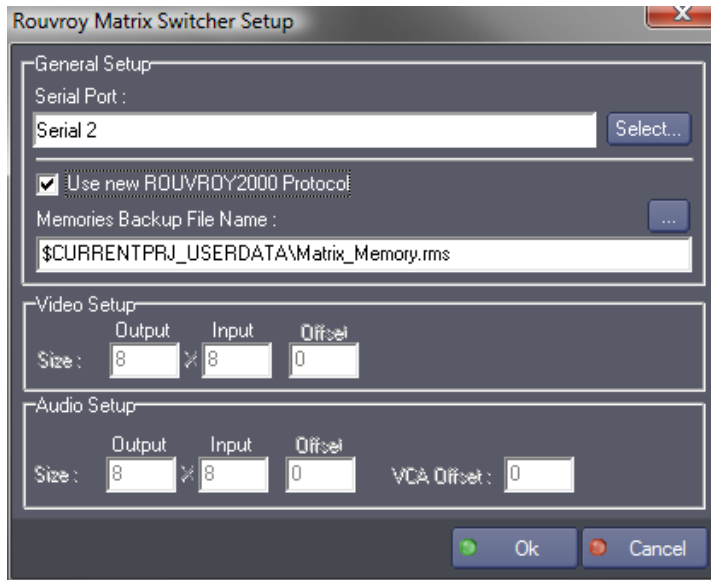 Rouvroy Matrix Switcher Setup
X
General Setup
Serial Port :
Serial 2 Select...
Use new ROUVROY2000 Protocol
Memories Backup File Name : ...
$CURRENTPRJ_USERDATA\Matrix_Memory.rms
Video Setup
Output Input Offset
Size : 8 X 8 0
Audio Setup
Output Input Offset
Size : 8 X 8 0 VCA Offset : 0
Ok Cancel